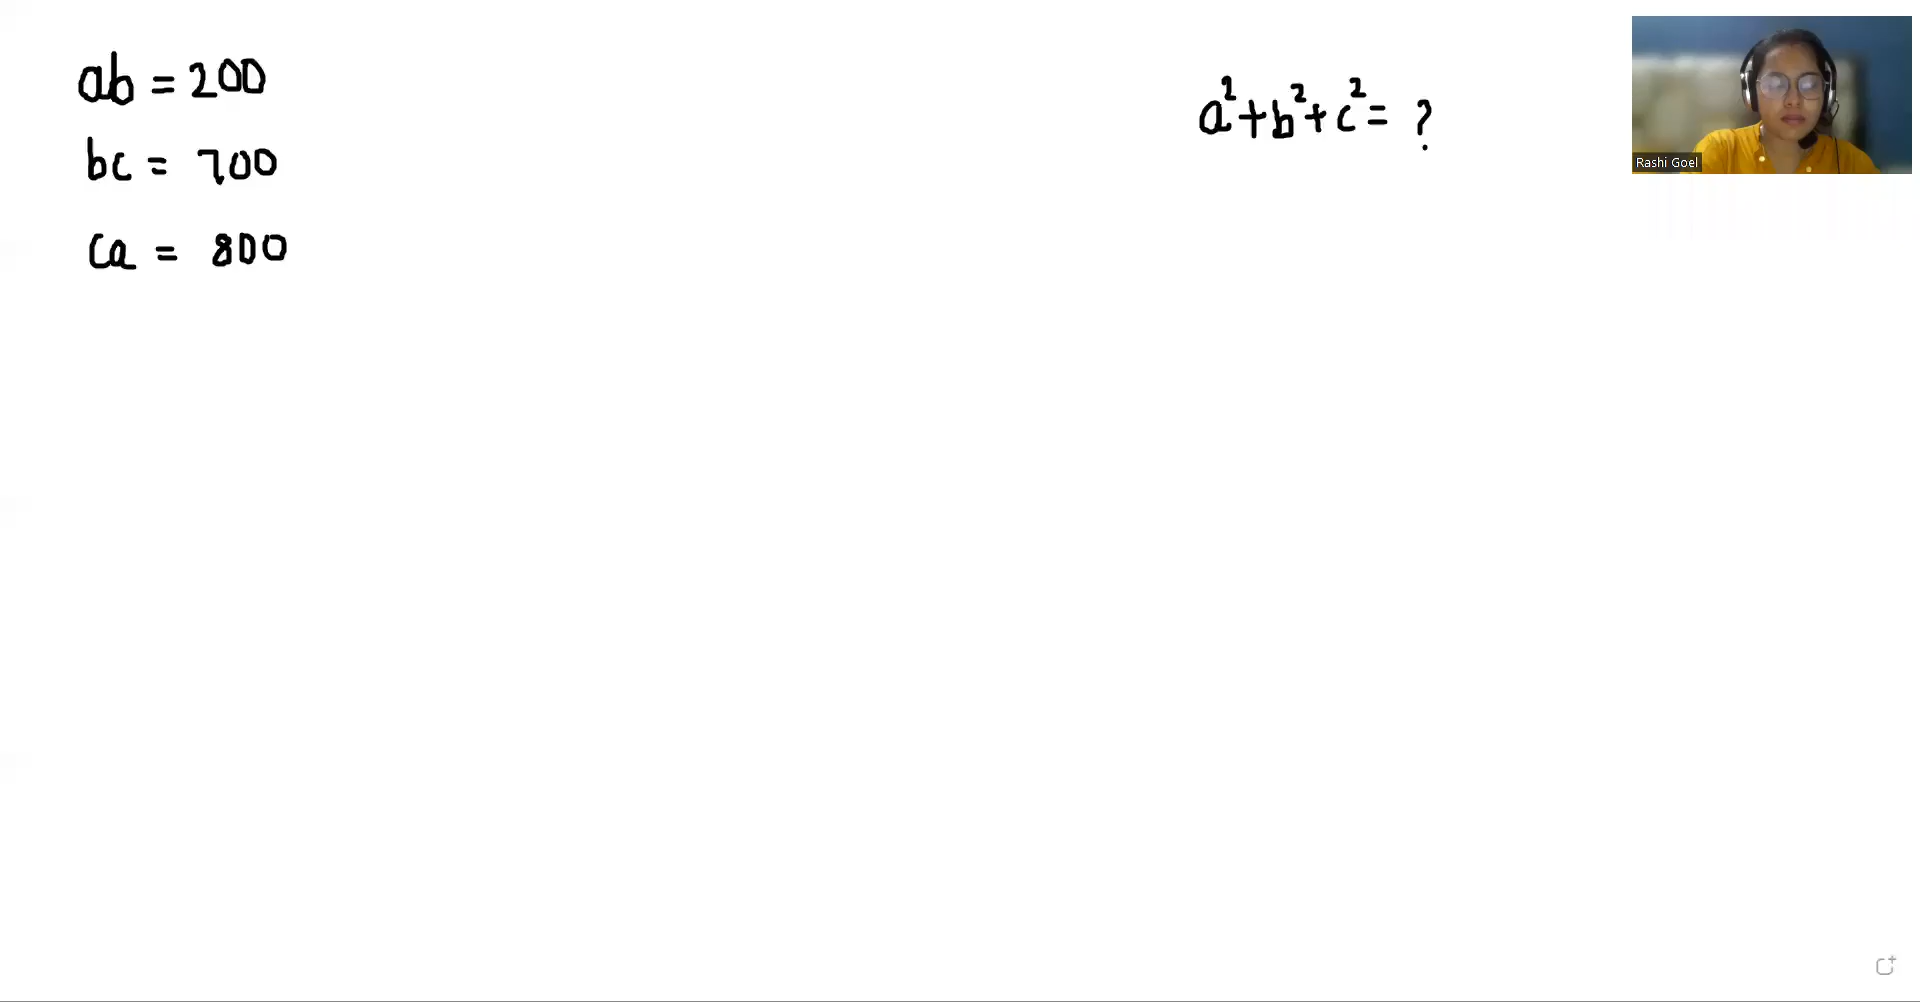 ab = 200
bc = 700
ca = 800
a²+b²+c² = ?
Rashi Goel